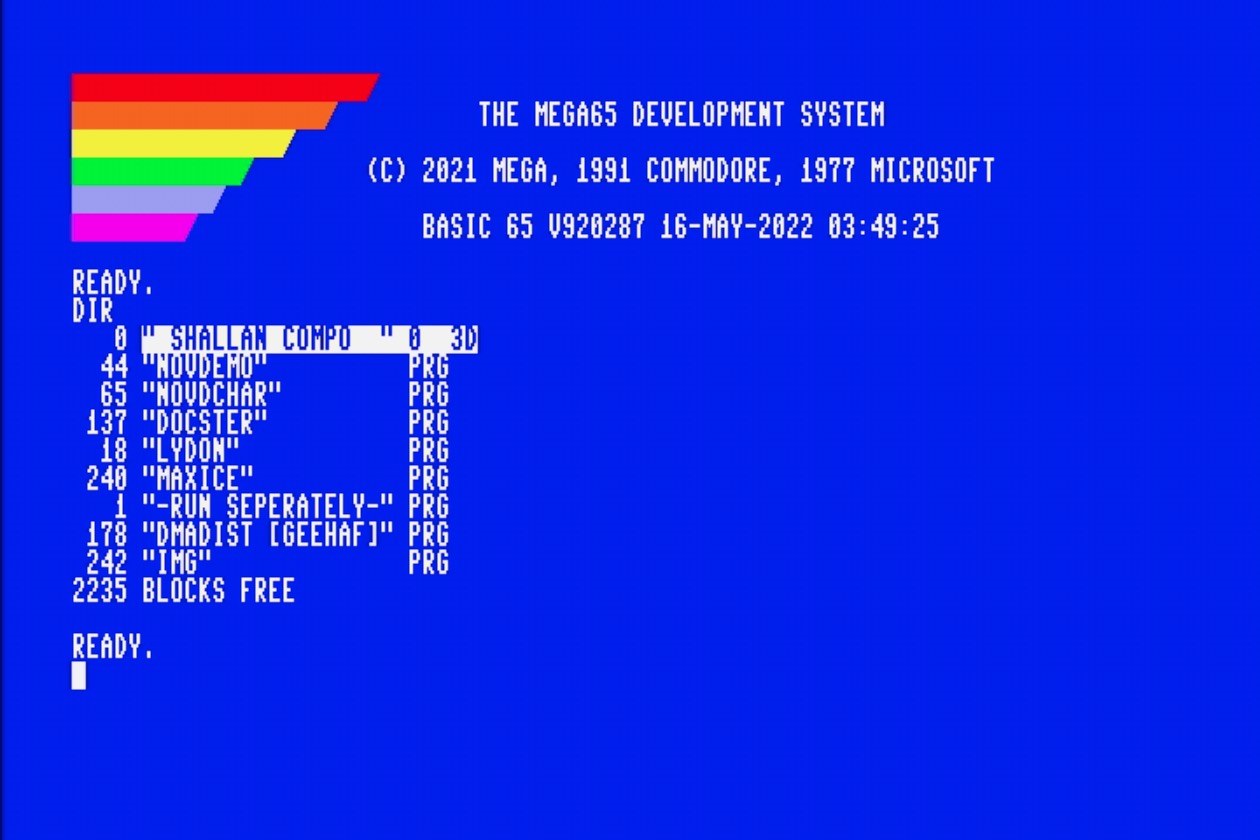 THE MEGA65 DEVELOPMENT SYSTEM
(C) 2021 MEGA, 1991 COMMODORE, 1977 MICROSOFT
BASIC 65 V920287 16-MAY-2022 03:49:25
READY.
DIR
0 " SHALLAN COMPO  " 0  3D
44 "NOVDEMO" PRG
65 "NOVDCHAR" PRG
137 "DOCSTER" PRG
18 "LYDON" PRG
240 "MAXICE" PRG
1 "-RUN SEPERATELY-" PRG
178 "DMADIST [GEEHAF]" PRG
242 "IMG" PRG
2235 BLOCKS FREE
READY.